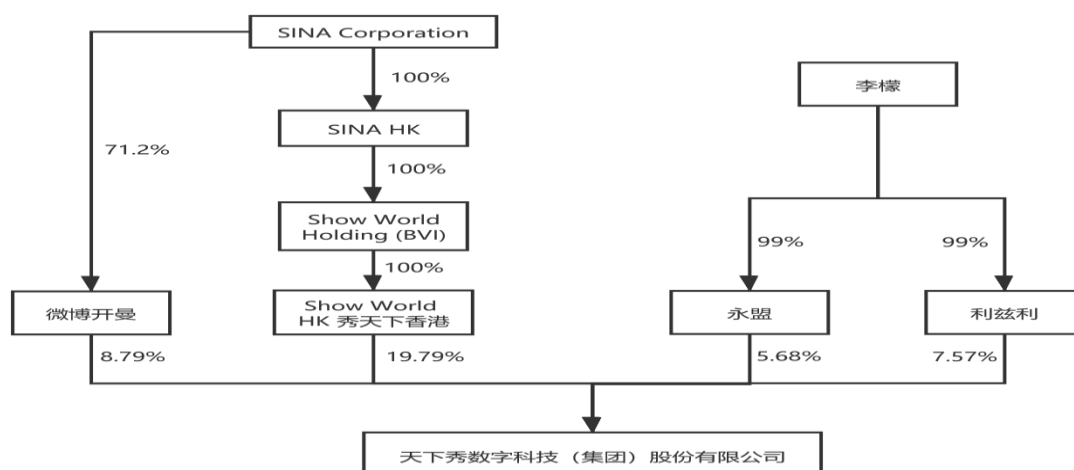 SINA Corporation
100%
李檬
SINA HK
71.2%
100%
Show World
Holding (BVI)
99%
99%
100%
微博开曼
Show World
HK 秀天下香港
永盟
利兹利
8.79%
19.79%
5.68%
7.57%
天下秀数字科技（集团）股份有限公司